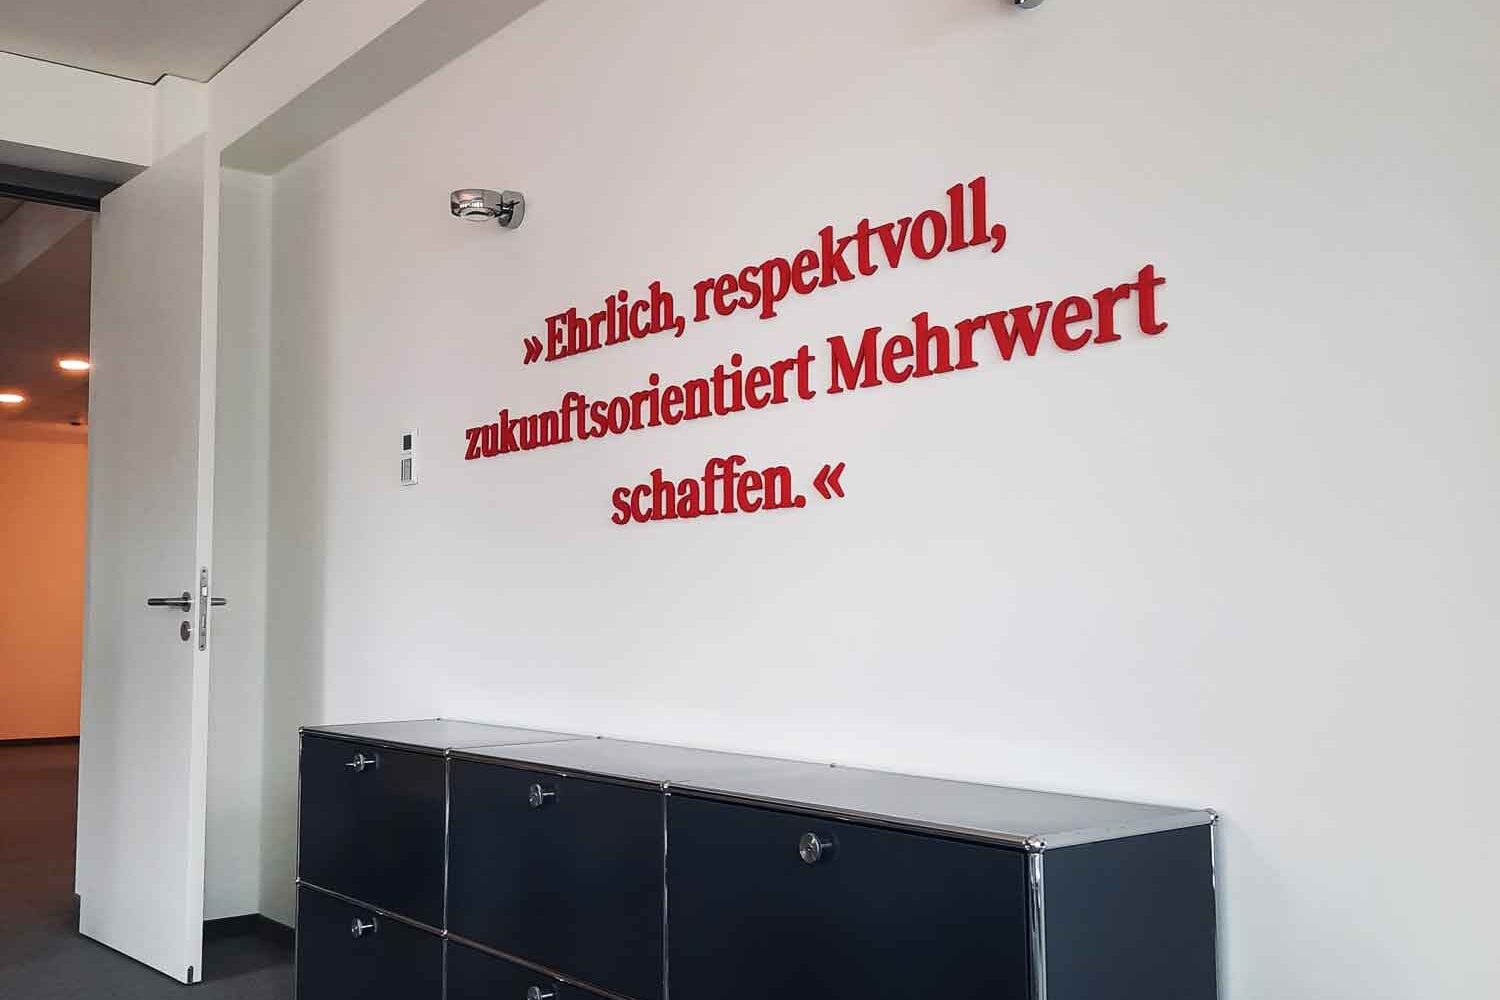 »Ehrlich, respektvoll,
zukunftsorientiert Mehrwert
schaffen.«